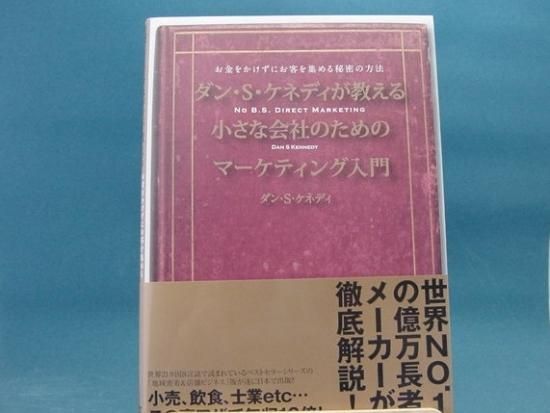 お金をかけずにお客を集める秘密の方法
ダン・S・ケネディが教える
NO B.S. DIRECT MARKETING
小さな会社のための
DAN S KENNEDY
マーケティング入門
ダン・S・ケネディ
世界NO.1
の億万長者
メーカーが
徹底解説!
小売、飲食、士業etc…